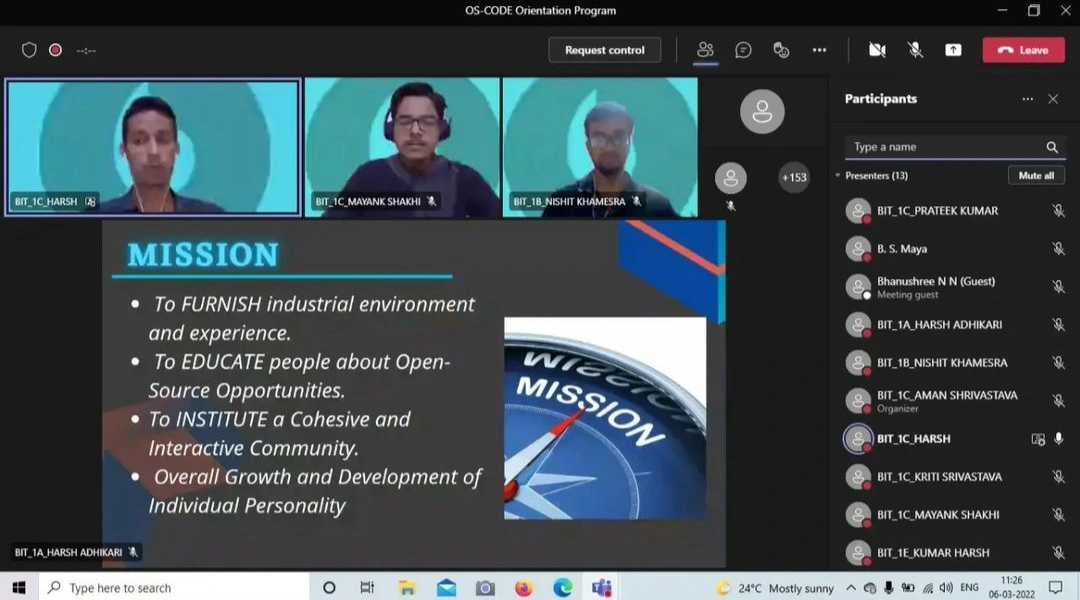 OS-CODE Orientation Program
--:--
Request control
Leave
BIT_1C_HARSH
BIT_1C_MAYANK SHAKHI
BIT_1B_NISHIT KHAMESRA
+153
MISSION
• To FURNISH industrial environment
and experience.
• To EDUCATE people about Open-
Source Opportunities.
• To INSTITUTE a Cohesive and
Interactive Community.
• Overall Growth and Development of
Individual Personality
MISSION
MISSION
BIT_1A_HARSH ADHIKARI
Participants
Type a name
Presenters (13)
Mute all
BIT_1C_PRATEEK KUMAR
B. S. Maya
Bhanushree N N (Guest)
Meeting guest
BIT_1A_HARSH ADHIKARI
BIT_1B_NISHIT KHAMESRA
BIT_1C_AMAN SHRIVASTAVA
Organizer
BIT_1C_HARSH
BIT_1C_KRITI SRIVASTAVA
BIT_1C_MAYANK SHAKHI
BIT_1E_KUMAR HARSH
Type here to search
24°C Mostly sunny
ENG
11:26
06-03-2022